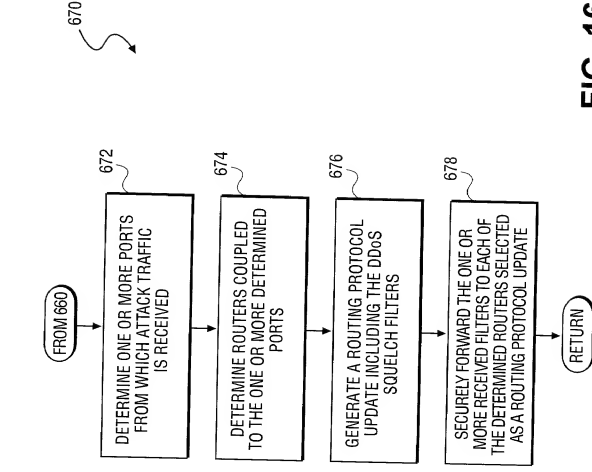 670
FROM 660
672
DETERMINE ONE OR MORE PORTS
FROM WHICH ATTACK TRAFFIC
IS RECEIVED
674
DETERMINE ROUTERS COUPLED
TO THE ONE OR MORE DETERMINED
PORTS
676
GENERATE A ROUTING PROTOCOL
UPDATE INCLUDING THE DDoS
SQUELCH FILTERS
678
SECURELY FORWARD THE ONE OR
MORE RECEIVED FILTERS TO EACH OF
THE DETERMINED ROUTERS SELECTED
AS A ROUTING PROTOCOL UPDATE
RETURN
FIG.